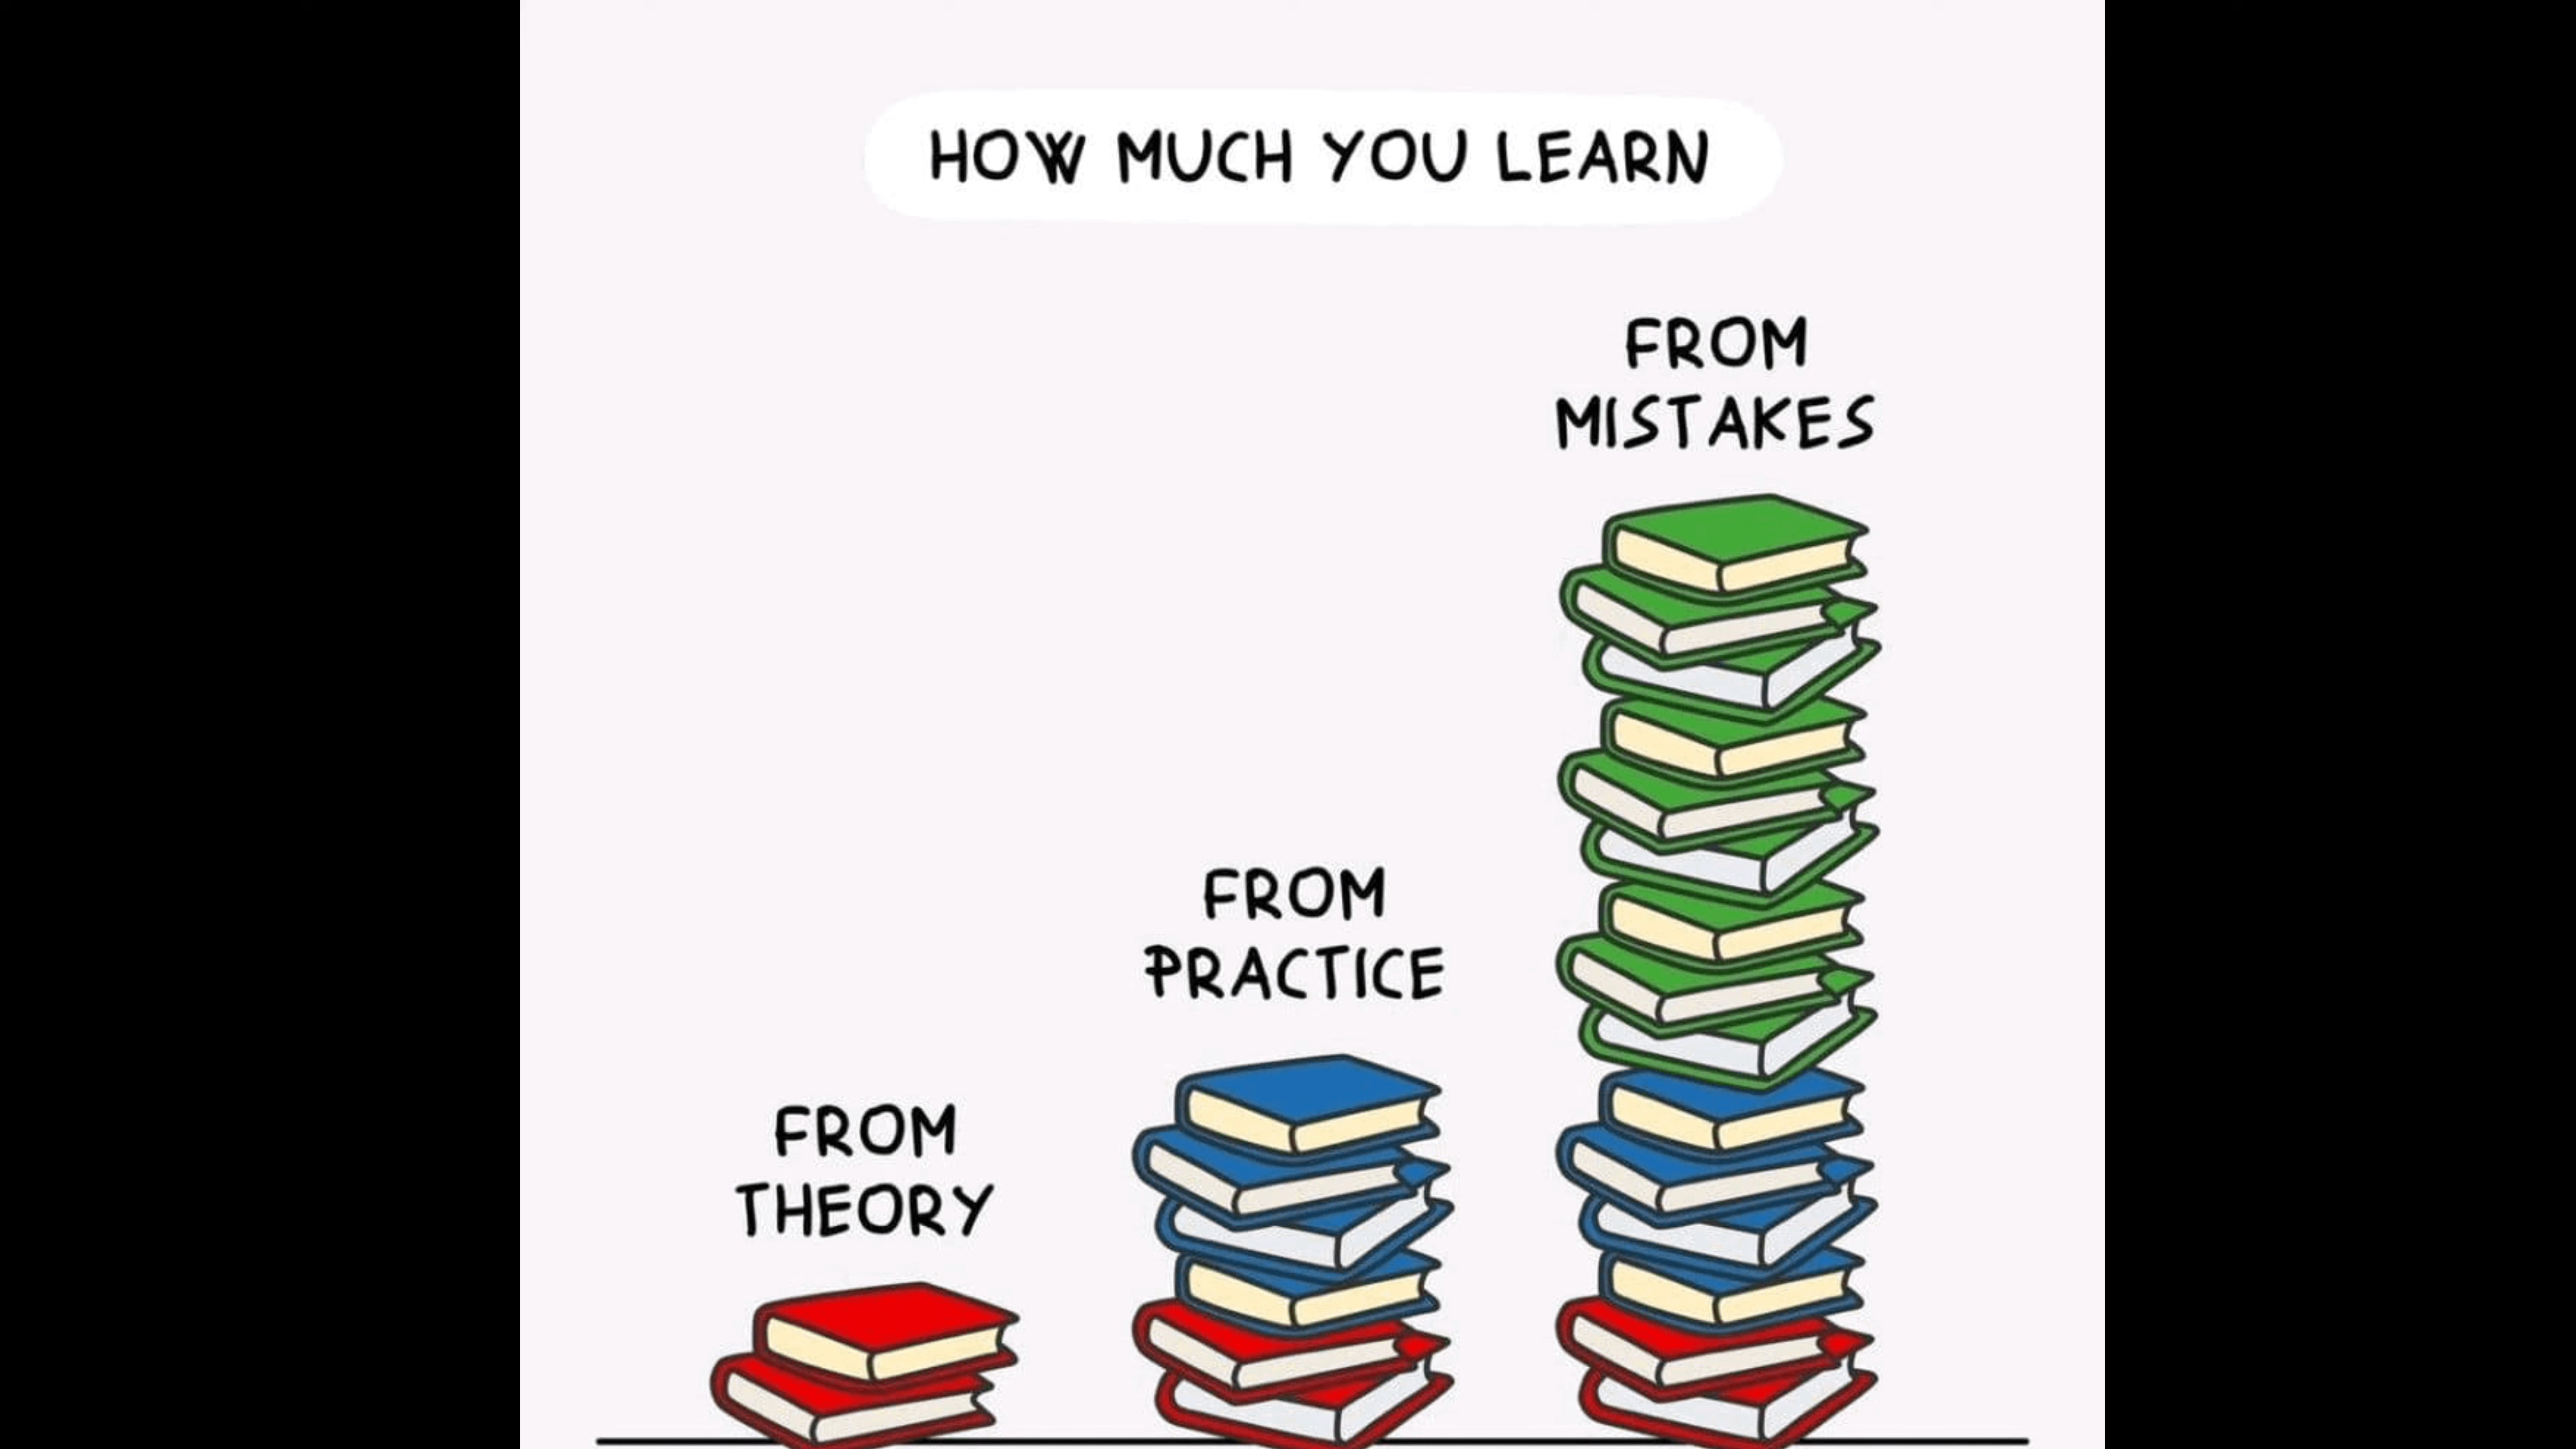 HOW MUCH YOU LEARN
FROM
MISTAKES
FROM
PRACTICE
FROM
THEORY